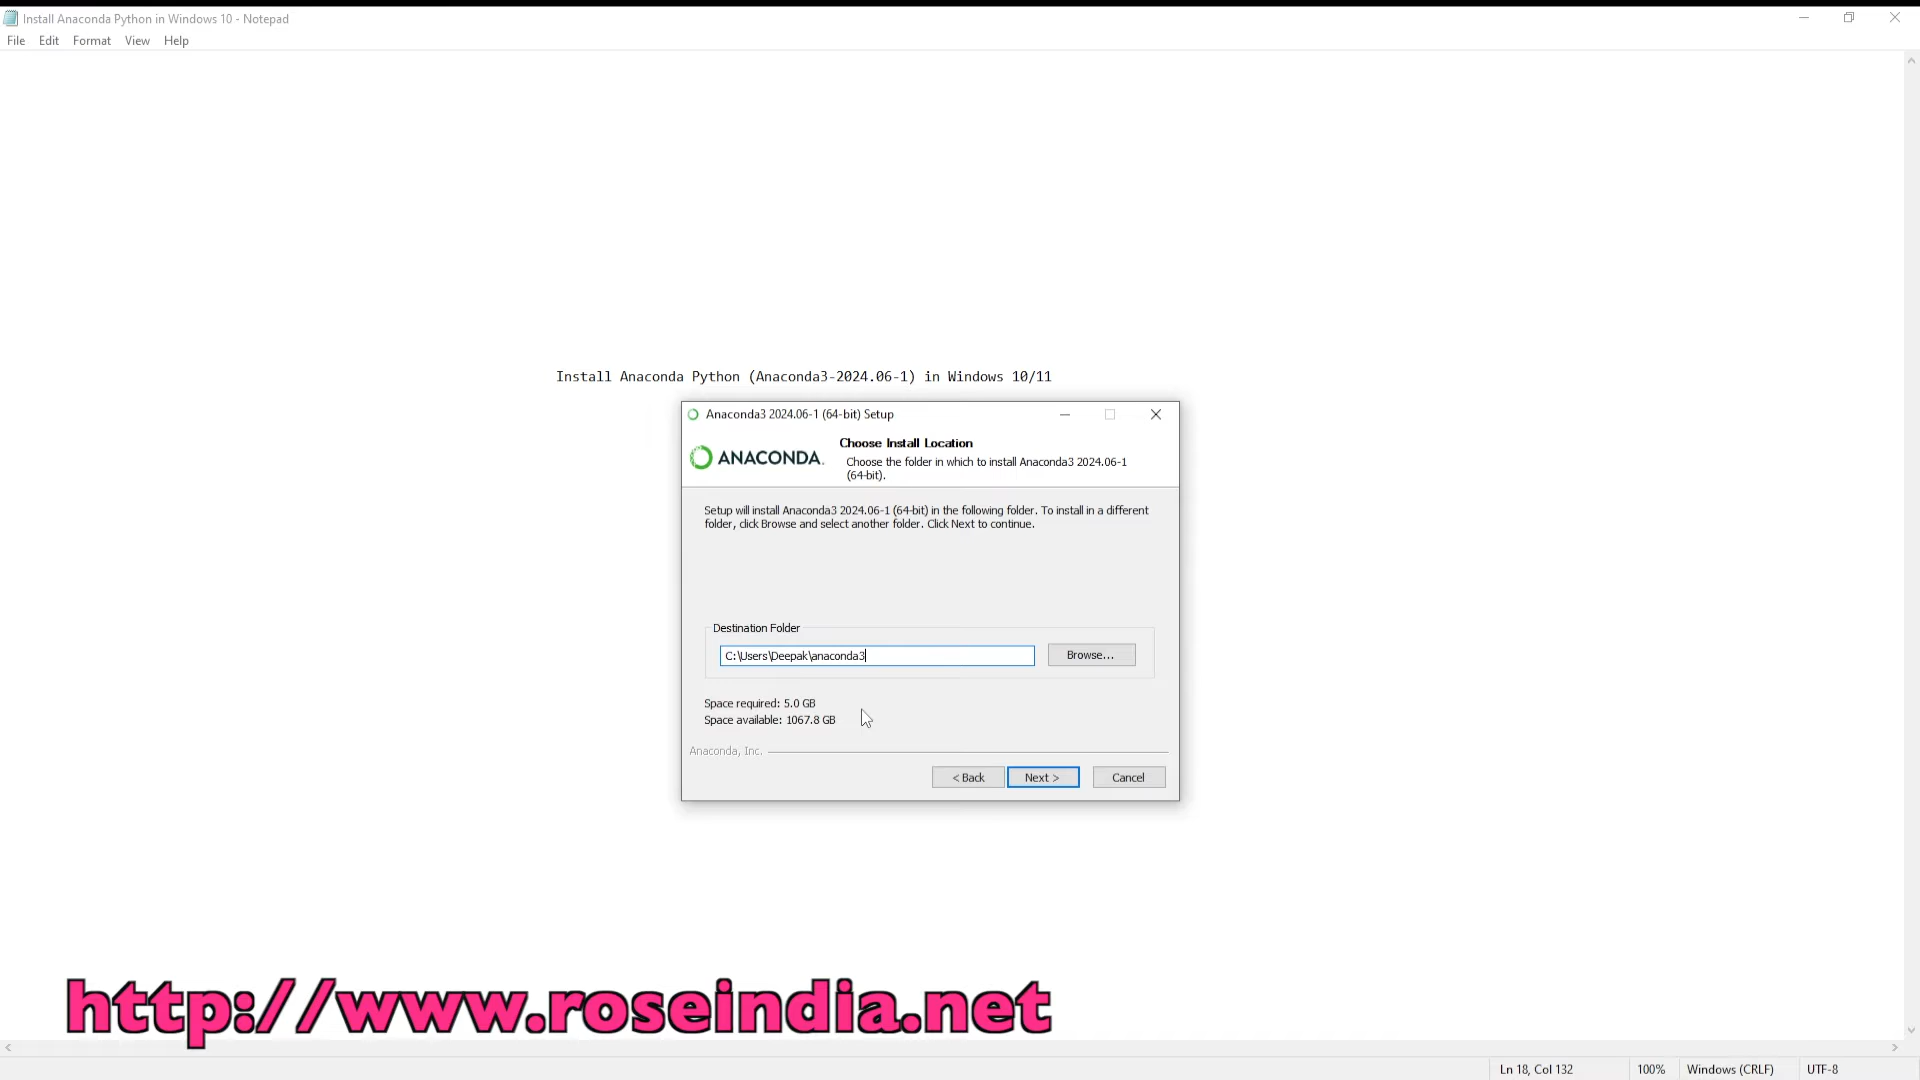 Install Anaconda Python in Windows 10 - Notepad
File Edit Format View Help
Install Anaconda Python (Anaconda3-2024.06-1) in Windows 10/11
Anaconda3 2024.06-1 (64-bit) Setup
ANACONDA.
Choose Install Location
Choose the folder in which to install Anaconda3 2024.06-1
(64-bit).
Setup will install Anaconda3 2024.06-1 (64-bit) in the following folder. To install in a different
folder, click Browse and select another folder. Click Next to continue.
Destination Folder
C:\Users\Deepak\anaconda3
Browse...
Space required: 5.0 GB
Space available: 1067.8 GB
Anaconda, Inc.
< Back Next > Cancel
http://www.roseindia.net
Ln 18, Col 132 100% Windows (CRLF) UTF-8